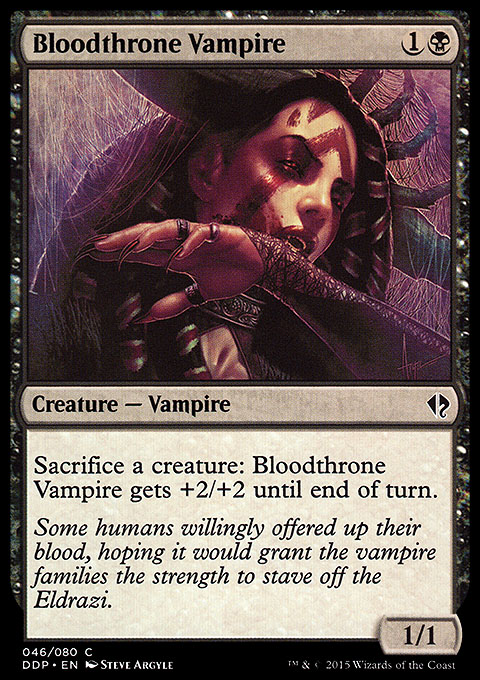 Bloodthrone Vampire 1
Creature — Vampire
Sacrifice a creature: Bloodthrone
Vampire gets +2/+2 until end of turn.
Some humans willingly offered up their
blood, hoping it would grant the vampire
families the strength to stave off the
Eldrazi.
1/1
046/080 C
DDP • EN Steve Argyle
™ & © 2015 Wizards of the Coast